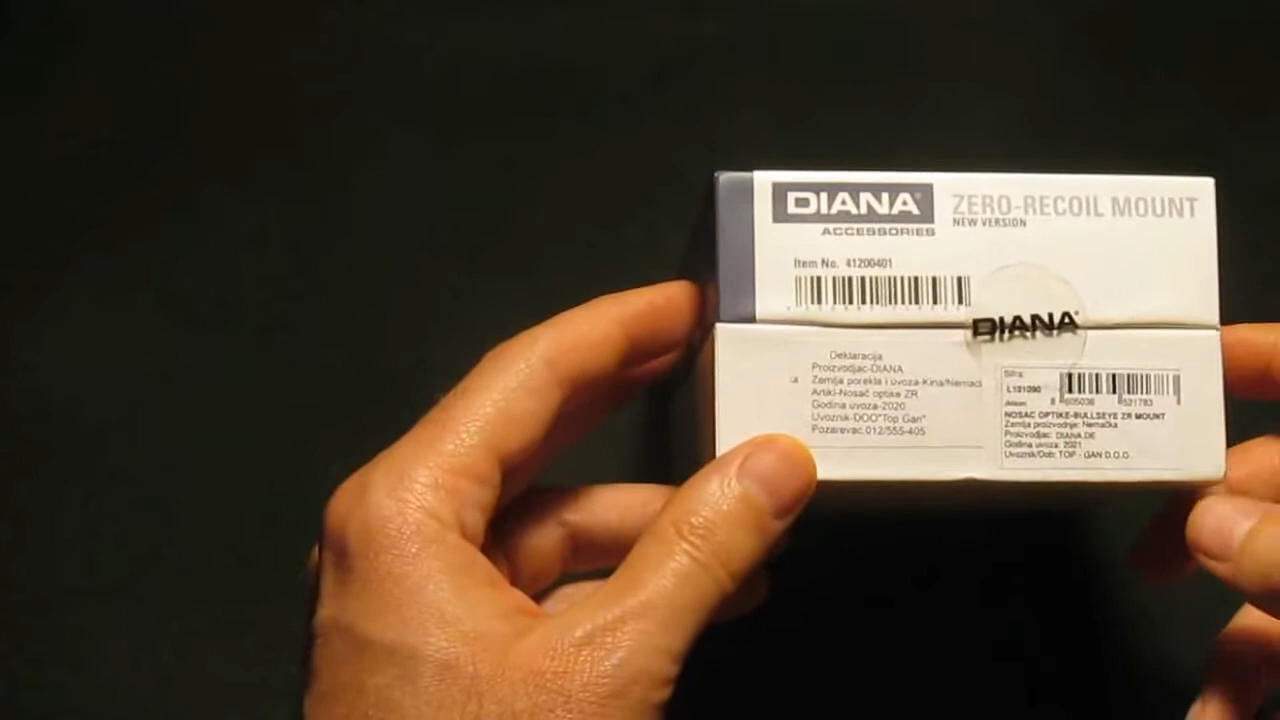 DIANA®
ACCESSORIES
ZERO-RECOIL MOUNT
NEW VERSION
Item No. 41200401
DIANA®
Deklaracija
Proizvodjac-DIANA
Zemlja porekla i uvoza-Kina/Nemac
Artikl-Nosač optike ZR
Godina uvoza-2020
Uvoznik-DOO"Top Gan"
Pozarevac,012/555-405
Sifra:
L101090
8 605036 521783
NOSAC OPTIKE-BULLSEYE ZR MOUNT
Zemlja proizvodnje: Nemačka
Proizvodjac: DIANA.DE
Godina uvoza: 2021
Uvoznik/Dob: TOP - GAN D.O.O.